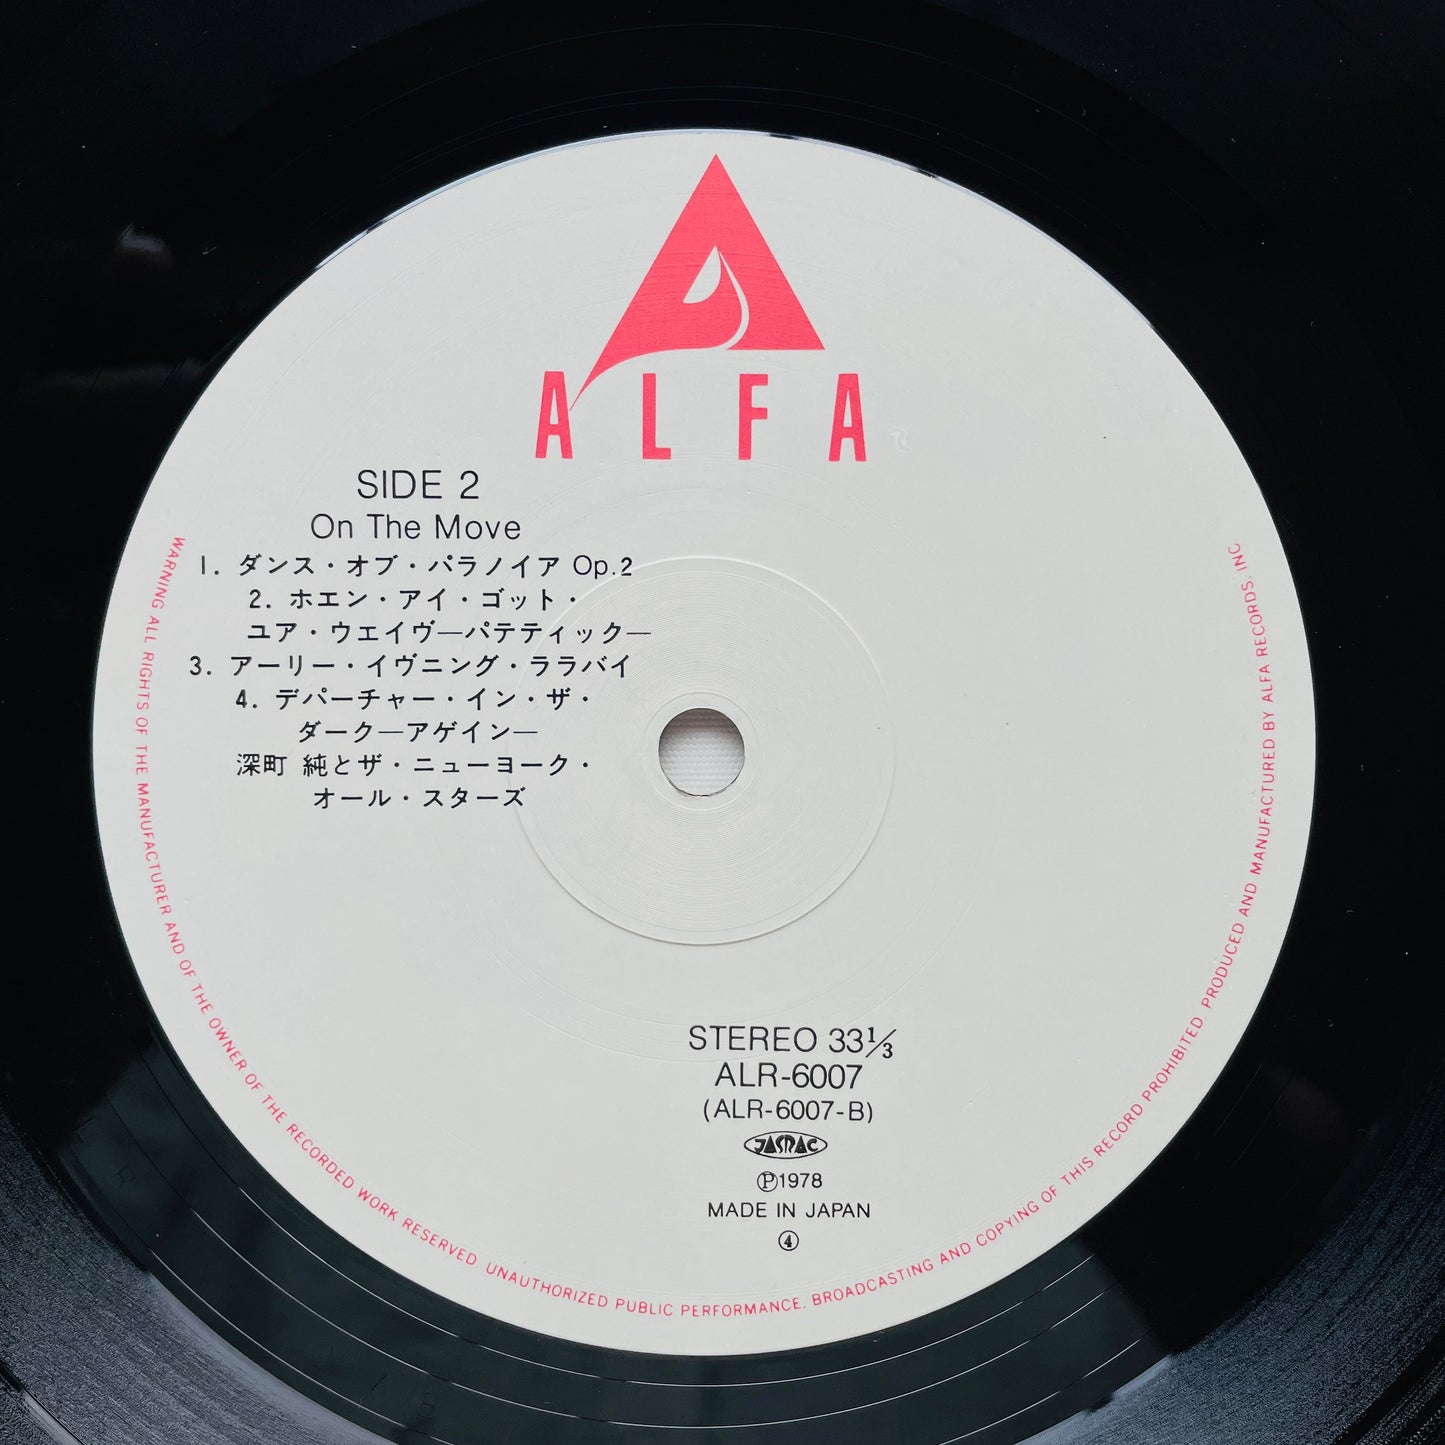 ALFA
SIDE 2
On The Move
1. ダンス・オブ・パラノイア Op.2
2. ホエン・アイ・ゴット・
ユア・ウエイヴ—パテティック—
3. アーリー・イヴニング・ララバイ
4. デパーチャー・イン・ザ・
ダーク—アゲイン—
深町 純とザ・ニューヨーク・
オール・スターズ
STEREO 33⅓
ALR-6007
(ALR-6007-B)
JASRAC
Ⓟ1978
MADE IN JAPAN
④
WARNING ALL RIGHTS OF THE MANUFACTURER AND OF THE OWNER OF THE RECORDED WORK RESERVED. UNAUTHORIZED PUBLIC PERFORMANCE, BROADCASTING AND COPYING OF THIS RECORD PROHIBITED. PRODUCED AND MANUFACTURED BY ALFA RECORDS, INC.